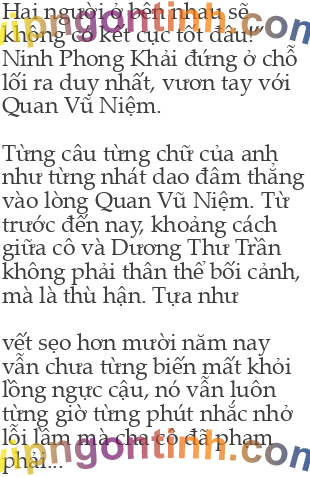 Hai người ở bên nhau sẽ
không có kết cục tốt đâu!"
Ninh Phong Khải đứng ở chỗ
lối ra duy nhất, vươn tay với
Quan Vũ Niệm.
Từng câu từng chữ của anh
như từng nhát dao đâm thẳng
vào lòng Quan Vũ Niệm. Từ
trước đến nay, khoảng cách
giữa cô và Dương Thư Trần
không phải thân thể bối cảnh,
mà là thù hận. Tựa như
vết sẹo hơn mười năm nay
vẫn chưa từng biến mất khỏi
lồng ngực cậu, nó vẫn luôn
từng giờ từng phút nhắc nhở
lỗi lầm mà cha cô đã phạm
phải...
vipngontinh.com
vipngontinh.com